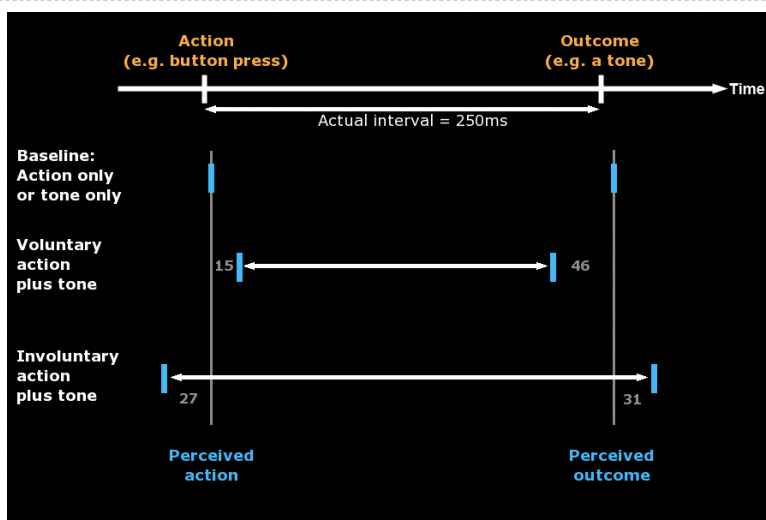 Action
(e.g. button press)
Outcome
(e.g. a tone)
Time
Actual interval = 250ms
Baseline:
Action only
or tone only
Voluntary
action
plus tone
15
46
Involuntary
action
plus tone
27
31
Perceived
action
Perceived
outcome